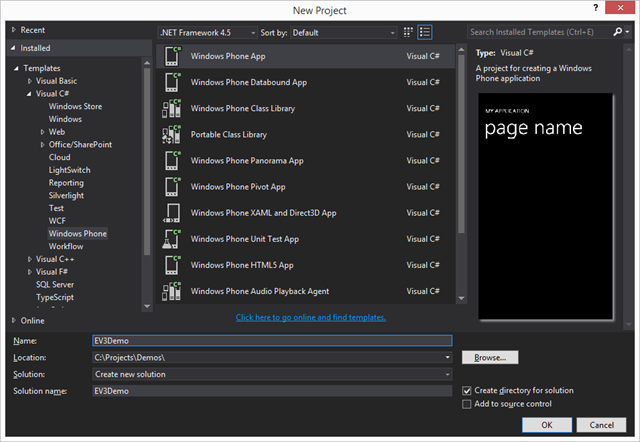 New Project
? ×
Recent
Installed
Templates
Visual Basic
Visual C#
Windows Store
Windows
Web
Office/SharePoint
Cloud
LightSwitch
Reporting
Silverlight
Test
WCF
Windows Phone
Workflow
Visual C++
Visual F#
SQL Server
TypeScript
Online
.NET Framework 4.5 Sort by: Default
Windows Phone App Visual C#
Windows Phone Databound App Visual C#
Windows Phone Class Library Visual C#
Portable Class Library Visual C#
Windows Phone Panorama App Visual C#
Windows Phone Pivot App Visual C#
Windows Phone XAML and Direct3D App Visual C#
Windows Phone Unit Test App Visual C#
Windows Phone HTML5 App Visual C#
Windows Phone Audio Playback Agent Visual C#
Click here to go online and find templates.
Search Installed Templates (Ctrl+E)
Type: Visual C#
A project for creating a Windows
Phone application
MY APPLICATION
page name
Name: EV3Demo
Location: C:\Projects\Demos\ Browse...
Solution: Create new solution
Solution name: EV3Demo
Create directory for solution
Add to source control
OK Cancel